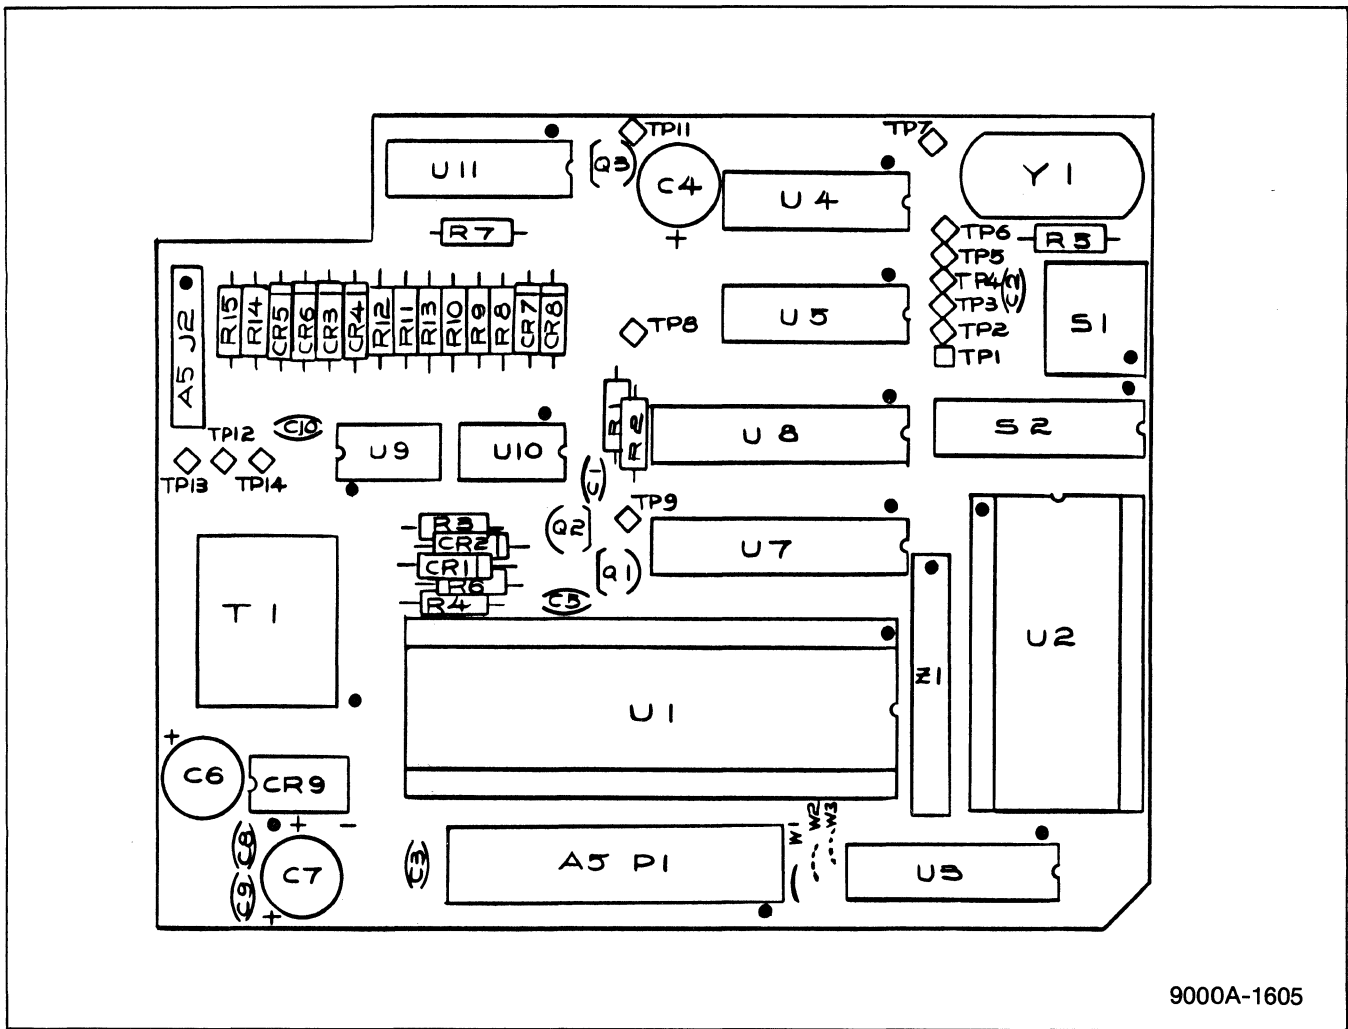 TP11
TP7
U11
Q3
C4
U4
Y1
+
R7
TP6
R5
TP5
TP4
C2
TP3
TP2
TP1
S1
A5 J2
R15
R14
CR5
CR6
CR3
CR4
R12
R11
R13
R10
R9
R8
CR7
CR8
TP8
U5
C10
TP12
TP13
TP14
U9
U10
R1
R2
U8
S2
C1
TP9
R3
CR2
CR1
R6
R4
Q2
Q1
C5
U7
T1
U1
Z1
U2
+
C6
CR9
+ -
C8
C7
C9
+
C3
A5 P1
W1
W2
W3
U3
9000A-1605